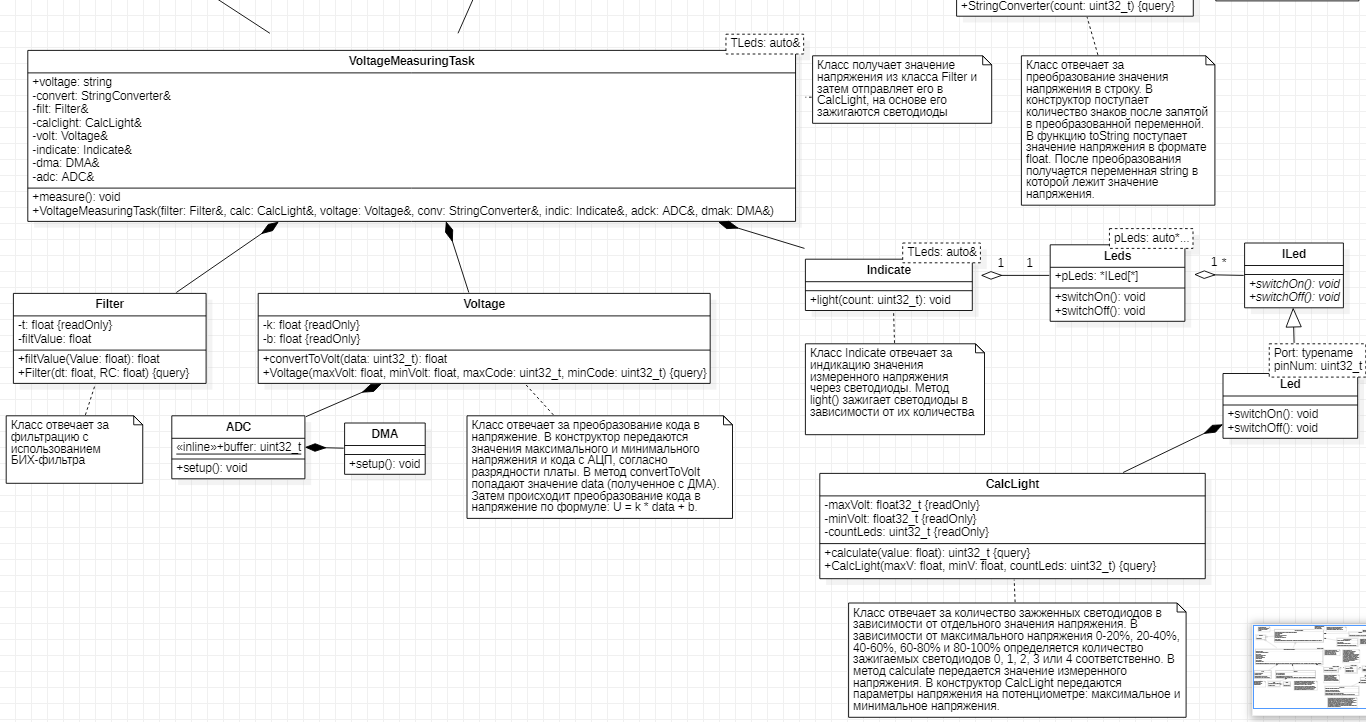 +StringConverter(count: uint32_t) {query}
TLeds: auto&
VoltageMeasuringTask
+voltage: string
-convert: StringConverter&
-filt: Filter&
-calclight: CalcLight&
-volt: Voltage&
-indicate: Indicate&
-dma: DMA&
-adc: ADC&
+measure(): void
+VoltageMeasuringTask(filter: Filter&, calc: CalcLight&, voltage: Voltage&, conv: StringConverter&, indic: Indicate&, adck: ADC&, dmak: DMA&)
Класс получает значение
напряжения из класса Filter и
затем отправляет его в
CalcLight, на основе его
зажигаются светодиоды
Класс отвечает за
преобразование значения
напряжения в строку. В
конструктор поступает
количество знаков после запятой
в преобразованной переменной.
В функцию toString поступает
значение напряжения в формате
float. После преобразования
получается переменная string в
которой лежит значение
напряжения.
Filter
-t: float {readOnly}
-filtValue: float
+filtValue(Value: float): float
+Filter(dt: float, RC: float) {query}
Voltage
-k: float {readOnly}
-b: float {readOnly}
+convertToVolt(data: uint32_t): float
+Voltage(maxVolt: float, minVolt: float, maxCode: uint32_t, minCode: uint32_t) {query}
TLeds: auto&
Indicate
+light(count: uint32_t): void
1
1
pLeds: auto*...
Leds
+pLeds: *ILed[*]
+switchOn(): void
+switchOff(): void
1 *
ILed
+switchOn(): void
+switchOff(): void
Port: typename
pinNum: uint32_t
Led
+switchOn(): void
+switchOff(): void
Класс Indicate отвечает за
индикацию значения
измеренного напряжения
через светодиоды. Метод
light() зажигает светодиоды в
зависимости от их количества
Класс отвечает за
фильтрацию с
использованием
БИХ-фильтра
ADC
«inline»+buffer: uint32_t
+setup(): void
DMA
+setup(): void
Класс отвечает за преобразование кода в
напряжение. В конструктор передаются
значения максимального и минимального
напряжения и кода с АЦП, согласно
разрядности платы. В метод convertToVolt
попадают значение data (полученное с ДМА).
Затем происходит преобразование кода в
напряжение по формуле: U = k * data + b.
CalcLight
-maxVolt: float32_t {readOnly}
-minVolt: float32_t {readOnly}
-countLeds: uint32_t {readOnly}
+calculate(value: float): uint32_t {query}
+CalcLight(maxV: float, minV: float, countLeds: uint32_t) {query}
Класс отвечает за количество зажженных светодиодов в
зависимости от отдельного значения напряжения. В
зависимости от максимального напряжения 0-20%, 20-40%,
40-60%, 60-80% и 80-100% определяется количество
зажигаемых светодиодов 0, 1, 2, 3 или 4 соответственно. В
метод calculate передается значение измеренного
напряжения. В конструктор CalcLight передаются
параметры напряжения на потенциометре: максимальное и
минимальное напряжения.